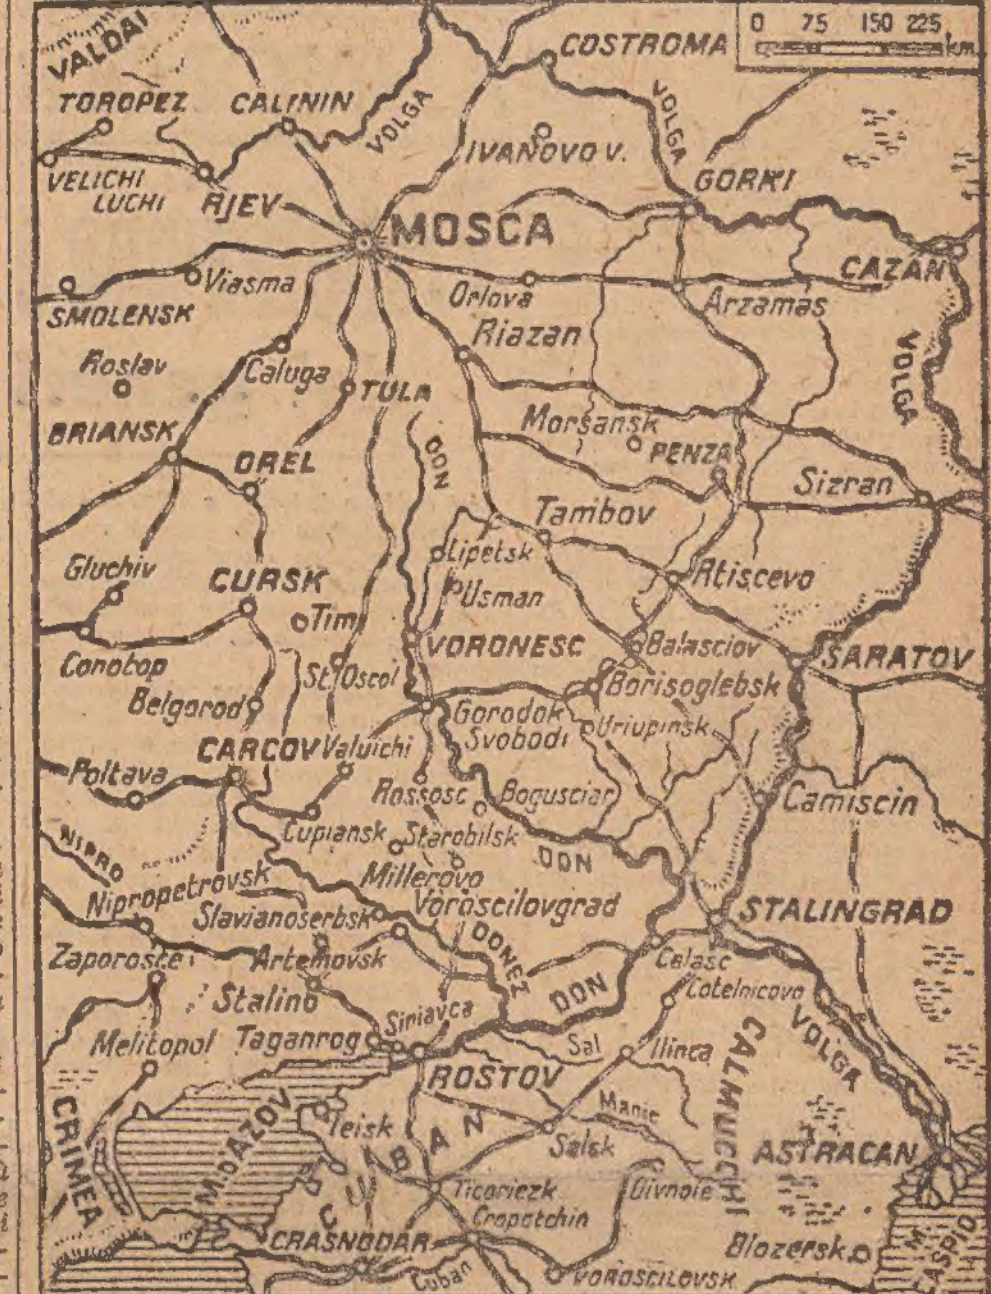 0 75 150 225 km.
VALDAI
COSTROMA
TOROPEZ
CALININ
VOLGA
VOLGA
IVANOVO V.
VELICHI
LUCHI
RJEV
GORKI
MOSCA
CAZAN
Viasma
Orlova
Arzamas
SMOLENSK
Riazan
VOLGA
Roslav
Caluga
TULA
BRIANSK
Moršansk
DON
OREL
PENZA
Sizran
Tambov
Gluchiv
Lipetsk
CURSK
Usman
Atiscevo
Tim
VORONESC
Balasciov
SARATOV
Conotop
St. Oscol
Borisoglebsk
Belgorod
Gorodok
Svobodi
Uriupinsk
CARCOV
Valuichi
Poltava
Rossosc
Bogusciar
Camiscin
Cupiansk
Starobilsk
NIPRO
DON
Millerovo
Nipropetrovsk
Voroscilovgrad
Slavianoserbsk
STALINGRAD
DONEZ
Zaporosce
Artemovsk
Calasc
Stalino
DON
Cotelnicovo
VOLGA
Siniavca
Melitopol
Taganrog
Sal
Ilinca
CALMUCCHI
ROSTOV
CRIMEA
M. D'AZOV
Teisk
Manic
CUBAN
Salsk
ASTRACAN
Ticoriezk
Divnoie
Cropotchin
CRASNODAR
Blozersk
Cuban
VOROSCILOVSK
M. CASPIO